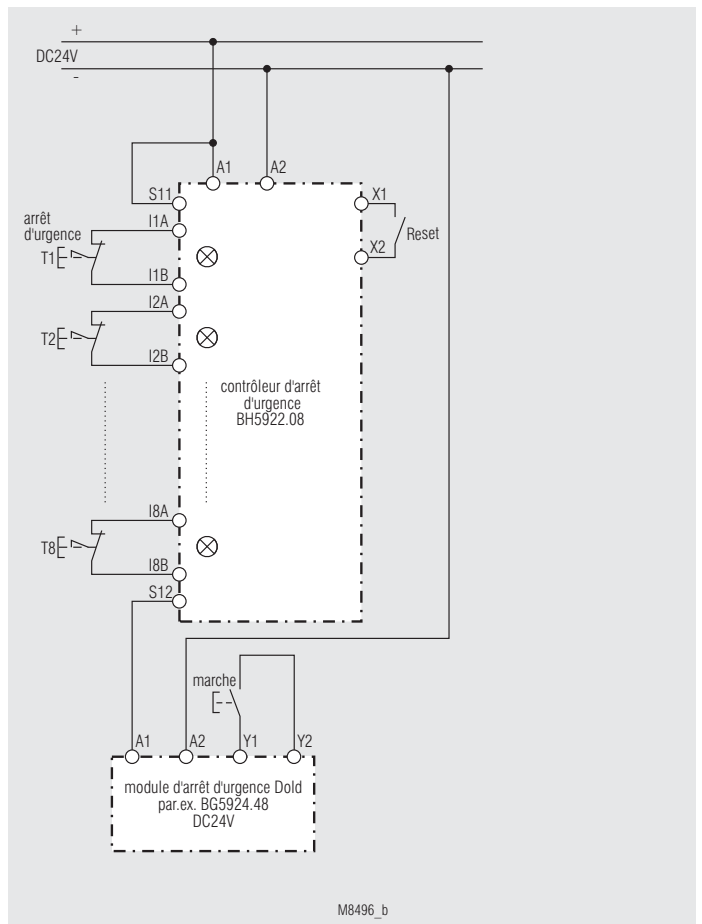 +
DC24V
-
A1
A2
S11
X1
arrêt
d'urgence
I1A
T1
X2
Reset
I1B
I2A
T2
I2B
contrôleur d'arrêt
d'urgence
BH5922.08
I8A
T8
I8B
S12
marche
A1
A2
Y1
Y2
module d'arrêt d'urgence Dold
par.ex. BG5924.48
DC24V
M8496_b